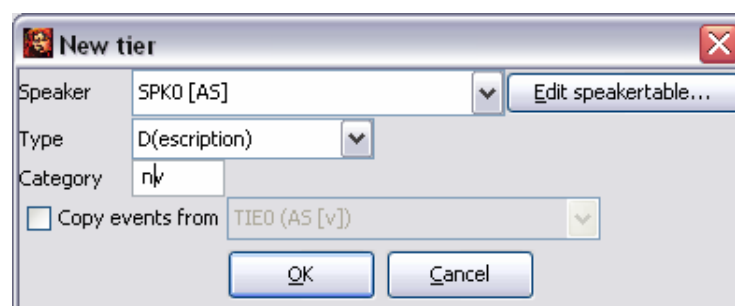 New tier
Speaker SPK0 [AS] Edit speakertable...
Type D(escription)
Category nv
Copy events from TIE0 (AS [v])
OK Cancel